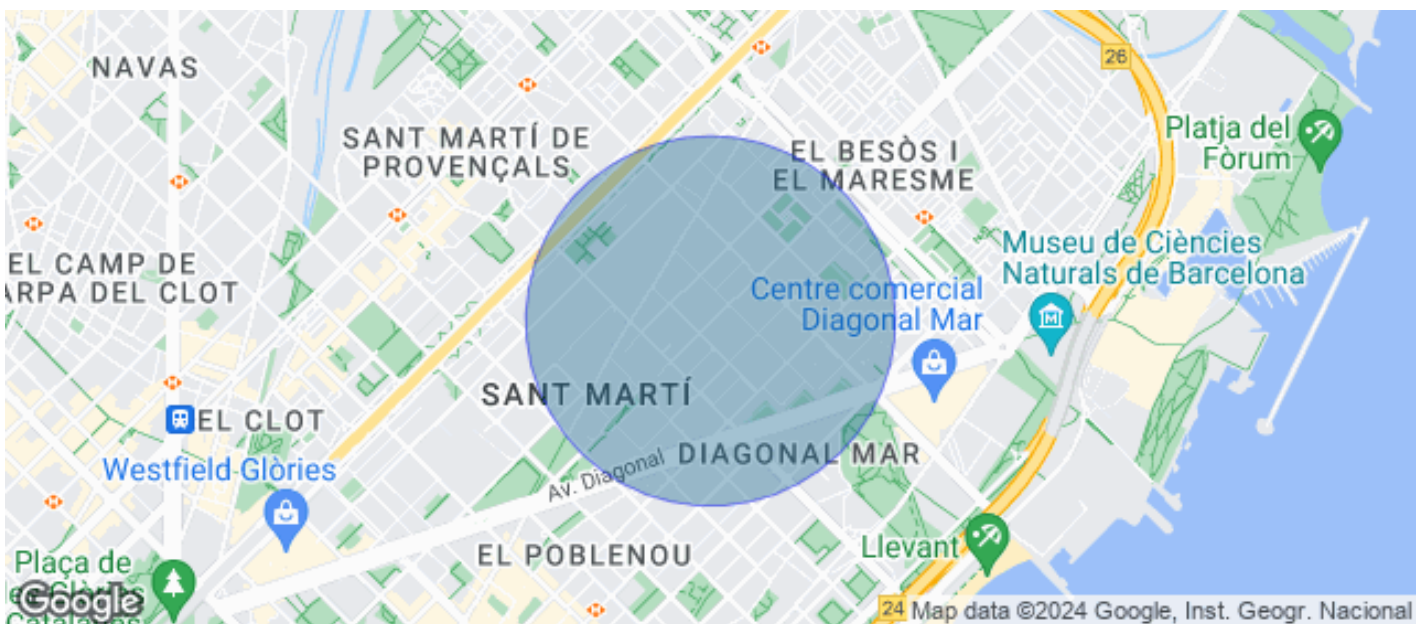 NAVAS
26
SANT MARTÍ DE
PROVENÇALS
EL BESÒS I
EL MARESME
Platja del
Fòrum
EL CAMP DE
ARPA DEL CLOT
Museu de Ciències
Naturals de Barcelona
Centre comercial
Diagonal Mar
SANT MARTÍ
EL CLOT
Av. Diagonal
DIAGONAL MAR
Westfield Glòries
EL POBLENOU
Llevant
Plaça de
Google
24
Map data ©2024 Google, Inst. Geogr. Nacional